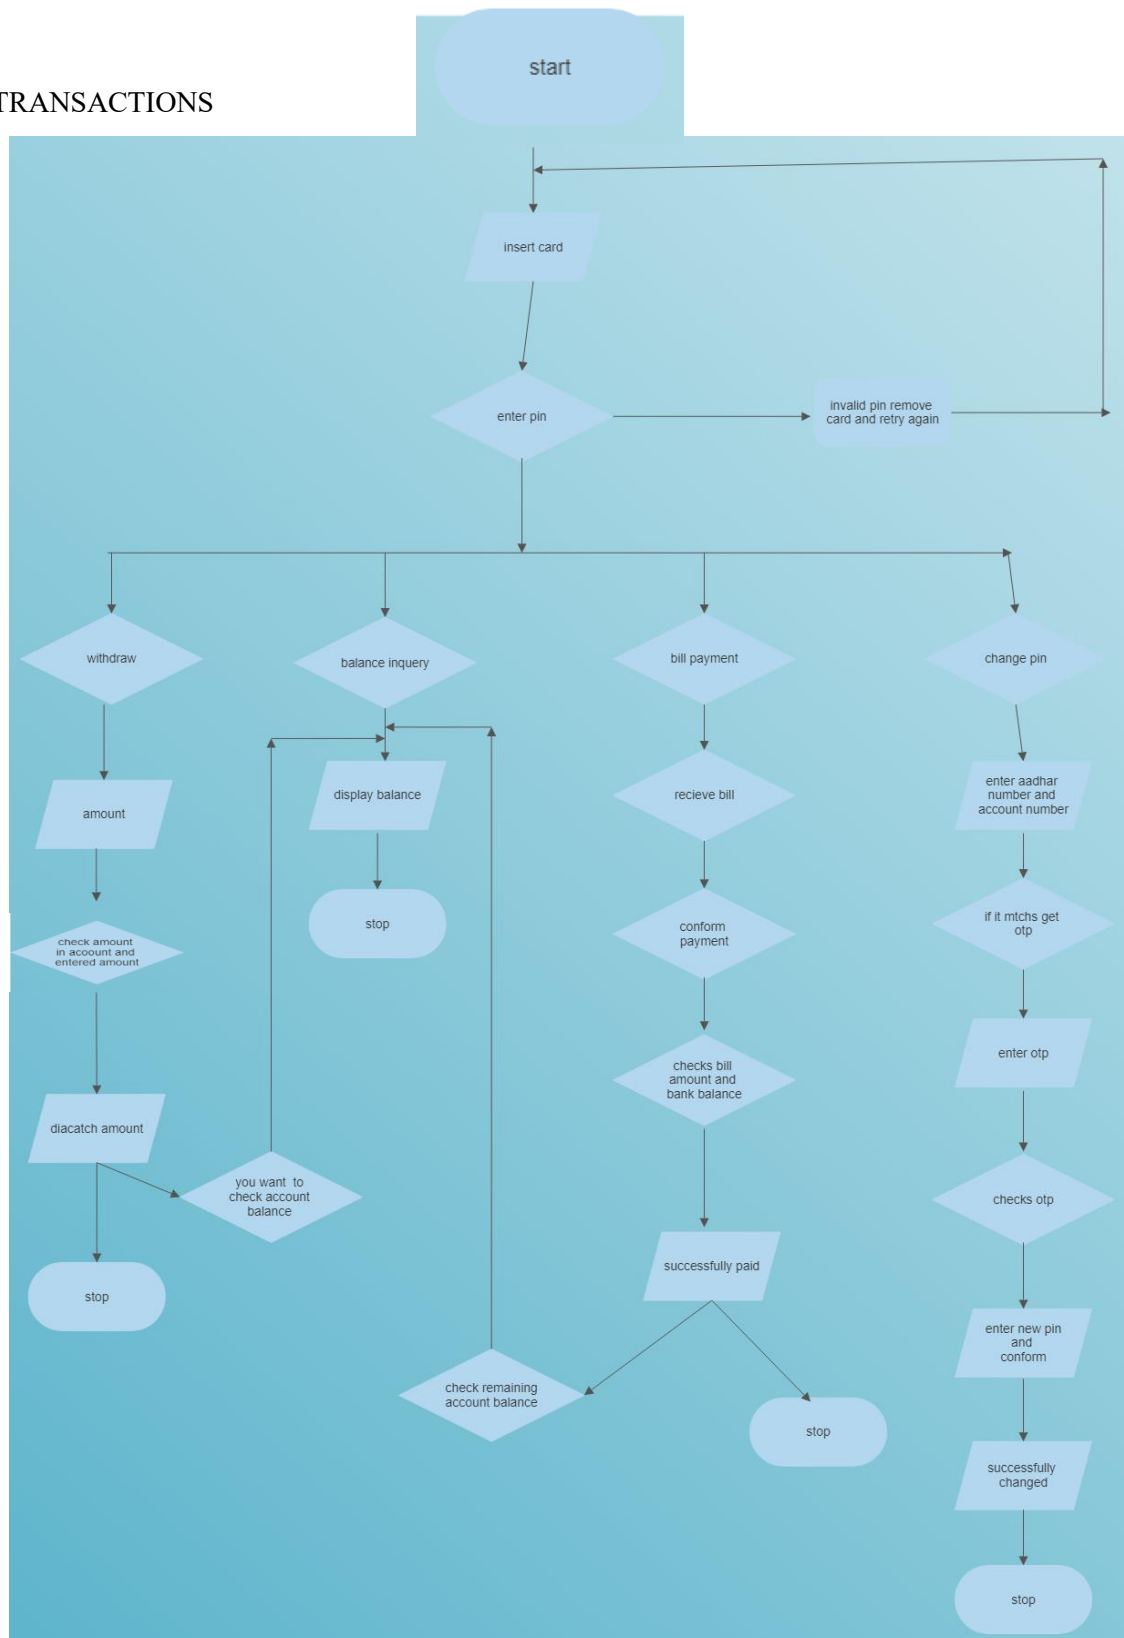 start
TRANSACTIONS
insert card
enter pin
invalid pin remove
card and retry again
withdraw
balance inquery
bill payment
change pin
amount
display balance
recieve bill
enter aadhar
number and
account number
check amount
in acoount and
entered amount
stop
conform
payment
if it mtchs get
otp
diacatch amount
you want to
check account
balance
checks bill
amount and
bank balance
enter otp
checks otp
stop
successfully paid
enter new pin
and
conform
check remaining
account balance
stop
successfully
changed
stop